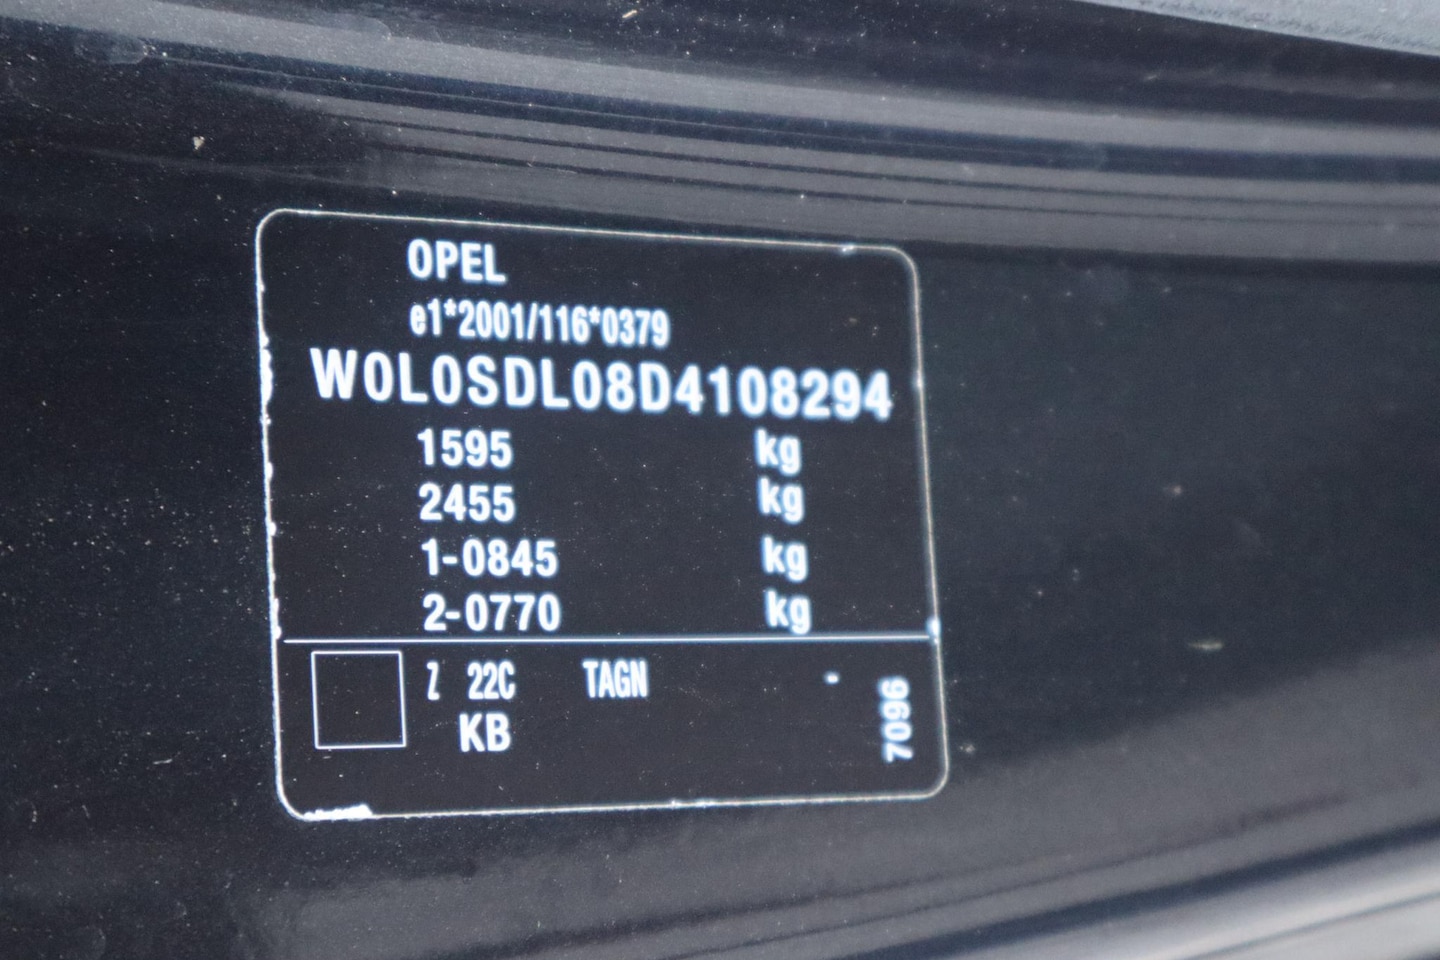 OPEL
e1*2001/116*0379
W0L0SDL08D4108294
1595 kg
2455 kg
1-0845 kg
2-0770 kg
Z 22C TAGN -
KB
7096